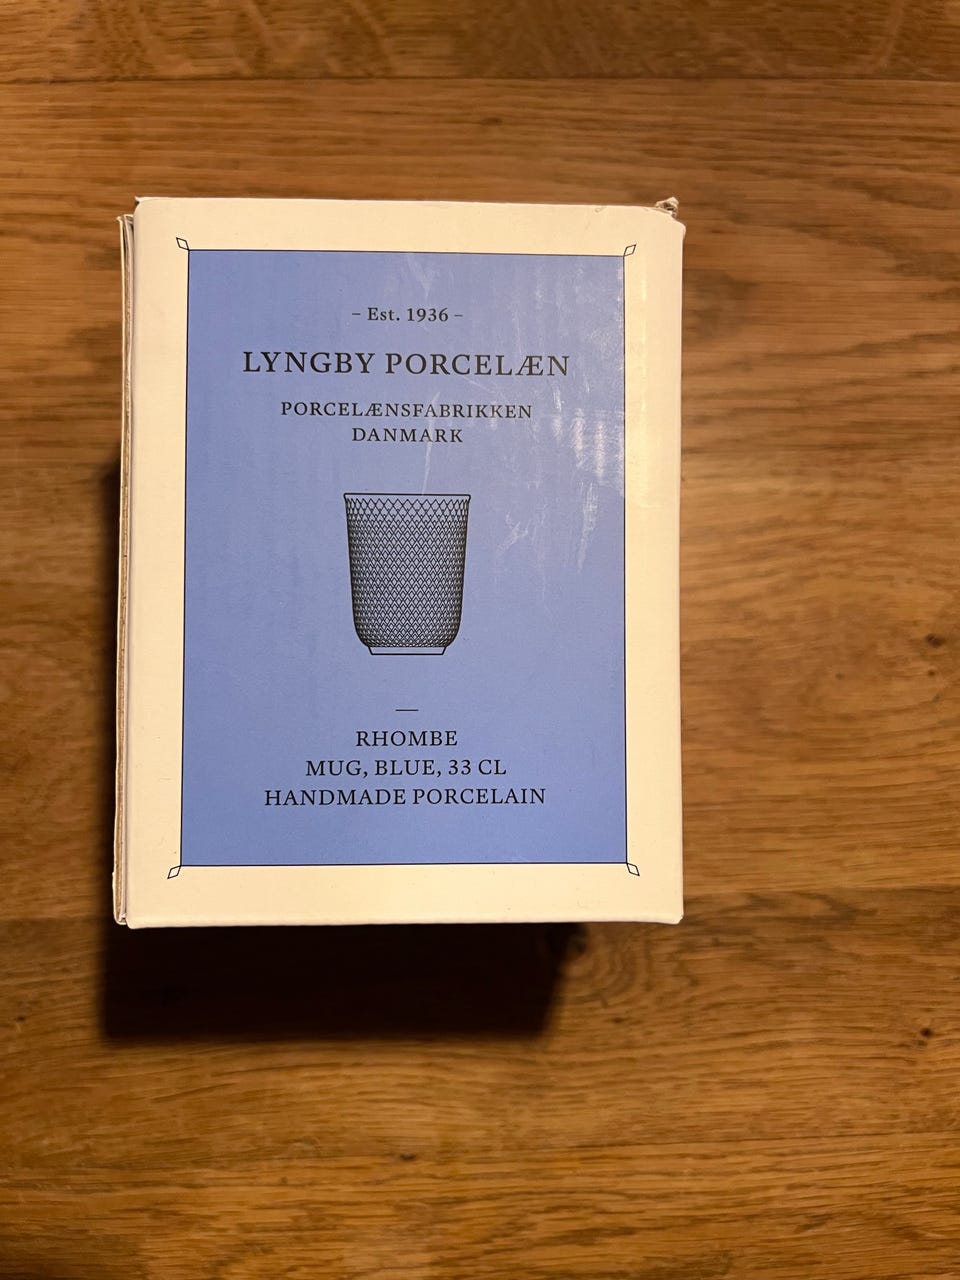 – Est. 1936 –
LYNGBY PORCELÆN
PORCELÆNSFABRIKKEN
DANMARK
RHOMBE
MUG, BLUE, 33 CL
HANDMADE PORCELAIN